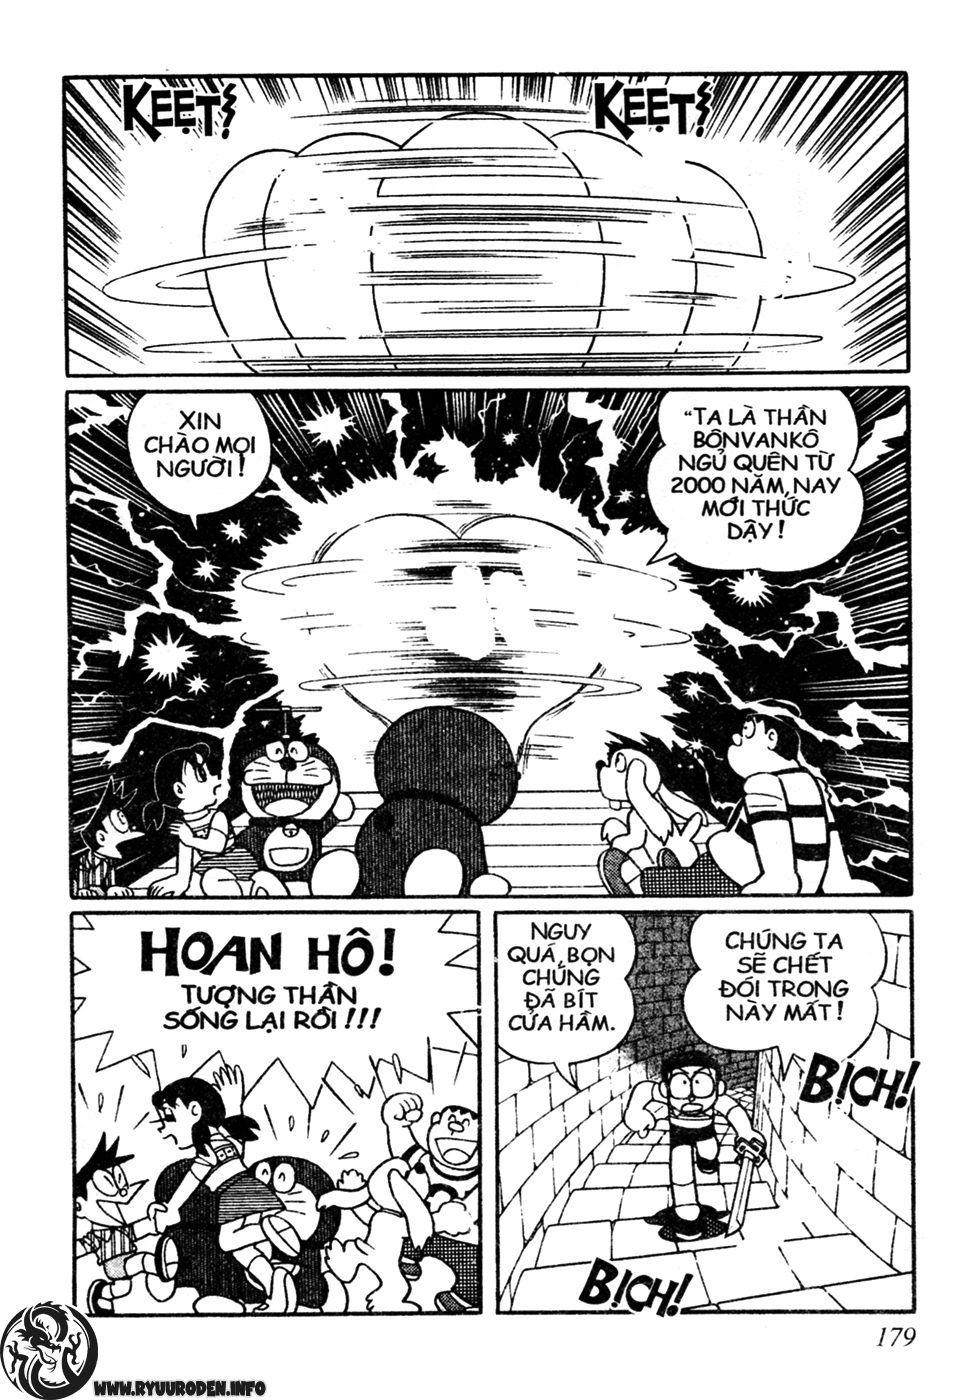 KEẸT!
KEẸT!
XIN
CHÀO MỌI
NGƯỜI!
"TA LÀ THẦN
BÔNVANKÔ
NGỦ QUÊN TỪ
2000 NĂM, NAY
MỚI THỨC
DẬY!
HOAN HÔ!
TƯỢNG THẦN
SỐNG LẠI RỒI!!!
NGUY
QUÁ, BỌN
CHÚNG
ĐÃ BÍT
CỬA HẦM.
CHÚNG TA
SẼ CHẾT
ĐÓI TRONG
NÀY MẤT!
BỊCH!
BỊCH!
179
WWW.RYUURODEN.INFO